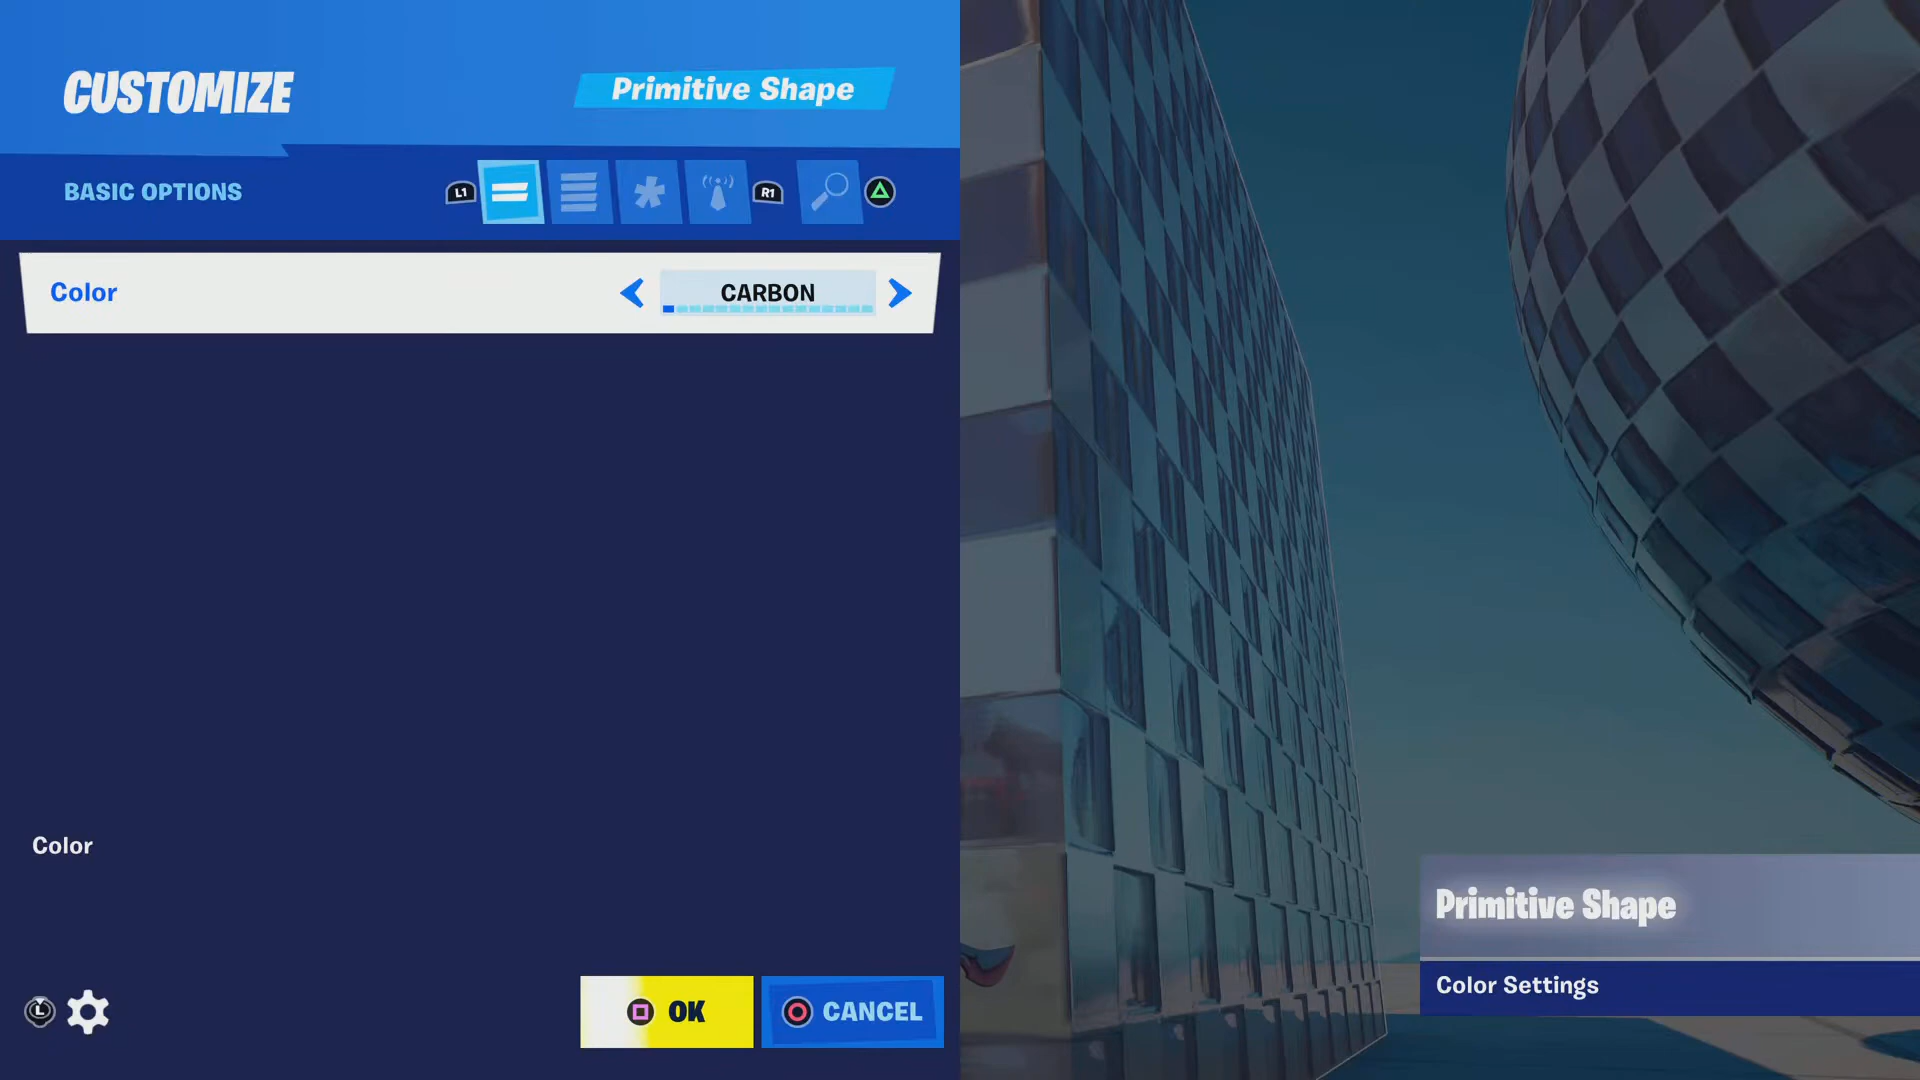 CUSTOMIZE
Primitive Shape
BASIC OPTIONS
L1
R1
Color
CARBON
Color
L
OK
CANCEL
Primitive Shape
Color Settings